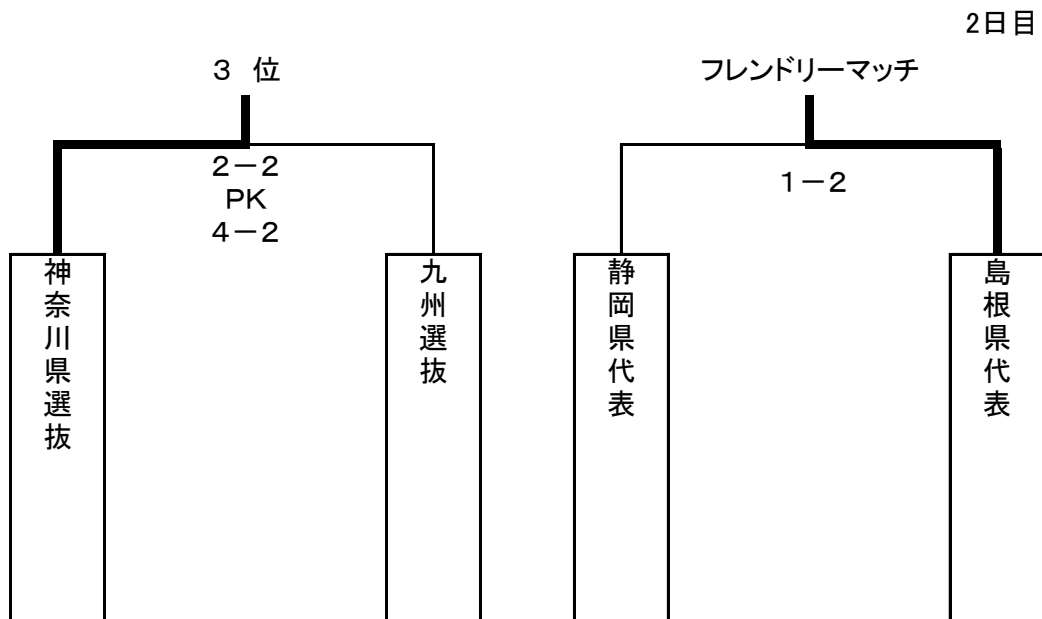 2日目
3 位
2－2
PK
4－2
神奈川県選抜
九州選抜
フレンドリーマッチ
1－2
静岡県代表
島根県代表